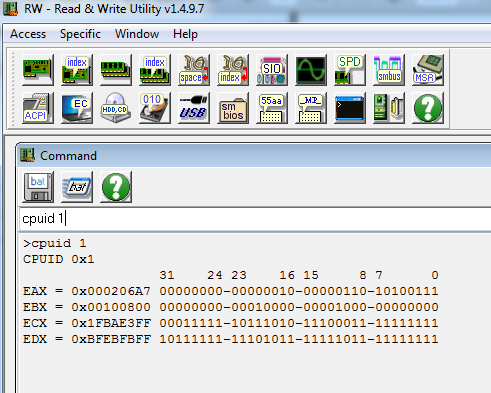 RW - Read & Write Utility v1.4.9.7
Access Specific Window Help
index index space index SIO SPD smbus MSR
ACPI EC HDD,CD 010 USB sm bios 55aa _MJ_
Command
bat bat
cpuid 1
>cpuid 1
CPUID 0x1
31 24 23 16 15 8 7 0
EAX = 0x000206A7 00000000-00000010-00000110-10100111
EBX = 0x00100800 00000000-00010000-00001000-00000000
ECX = 0x1FBAE3FF 00011111-10111010-11100011-11111111
EDX = 0xBFEBFBFF 10111111-11101011-11111011-11111111